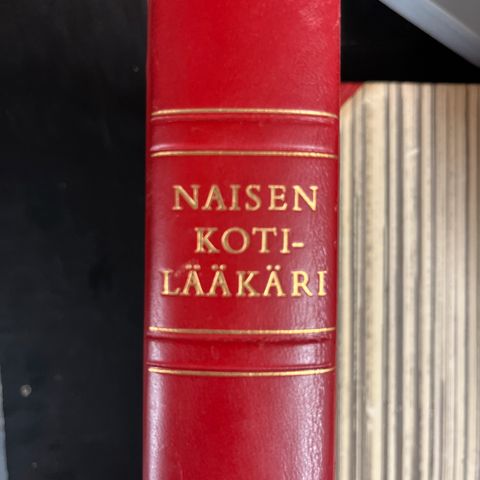 NAISEN
KOTI-
LÄÄKÄRI